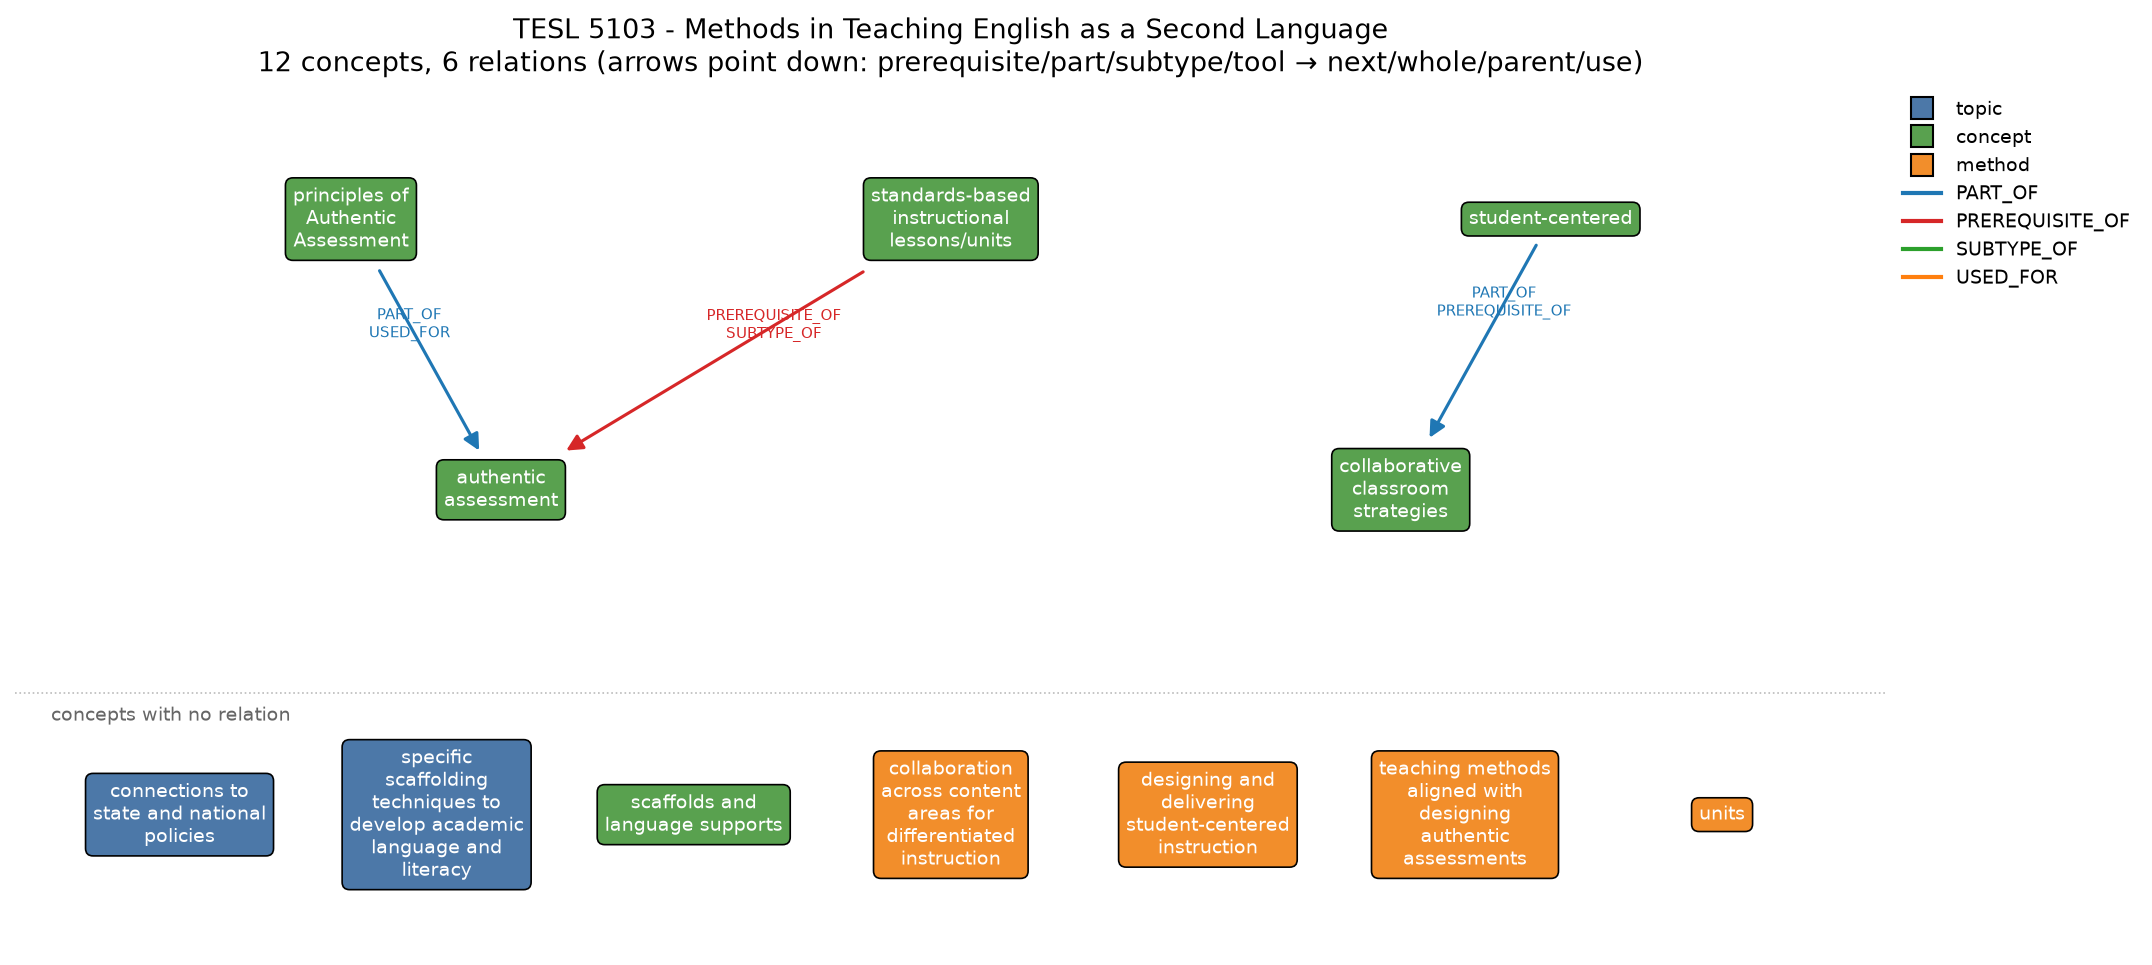 TESL 5103 - Methods in Teaching English as a Second Language
12 concepts, 6 relations (arrows point down: prerequisite/part/subtype/tool → next/whole/parent/use)
topic
concept
method
PART_OF
PREREQUISITE_OF
SUBTYPE_OF
USED_FOR
principles of
Authentic
Assessment
standards-based
instructional
lessons/units
student-centered
PART_OF
USED_FOR
PREREQUISITE_OF
SUBTYPE_OF
PART_OF
PREREQUISITE_OF
authentic
assessment
collaborative
classroom
strategies
concepts with no relation
connections to
state and national
policies
specific
scaffolding
techniques to
develop academic
language and
literacy
scaffolds and
language supports
collaboration
across content
areas for
differentiated
instruction
designing and
delivering
student-centered
instruction
teaching methods
aligned with
designing
authentic
assessments
units